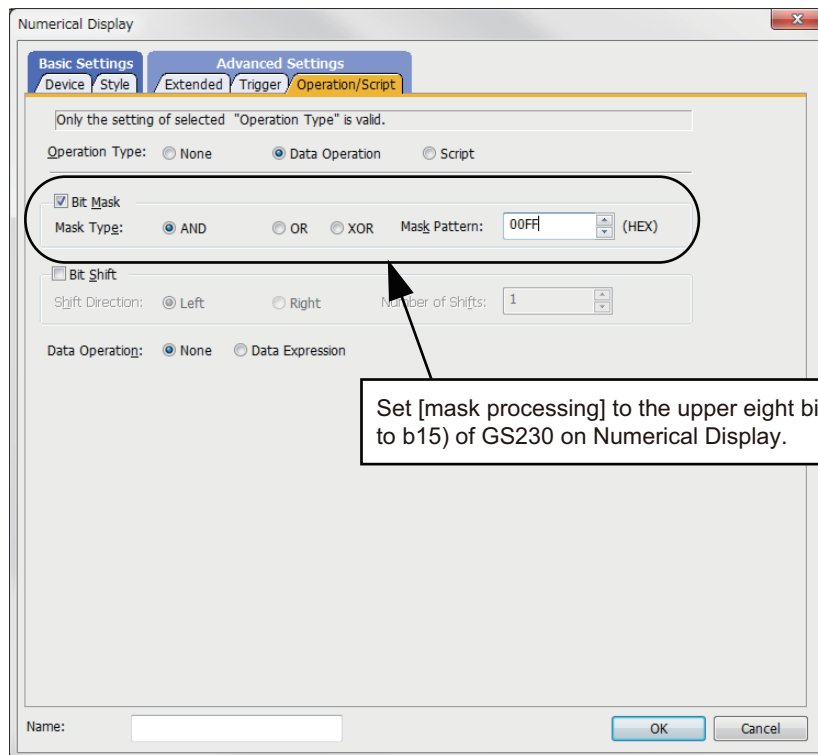 Numerical Display
Basic Settings Advanced Settings
Device Style Extended Trigger Operation/Script
Only the setting of selected "Operation Type" is valid.
Operation Type: None Data Operation Script
Bit Mask
Mask Type: AND OR XOR Mask Pattern: 00FF (HEX)
Bit Shift
Shift Direction: Left Right Number of Shifts: 1
Data Operation: None Data Expression
Set [mask processing] to the upper eight bi
to b15) of GS230 on Numerical Display.
Name: OK Cancel